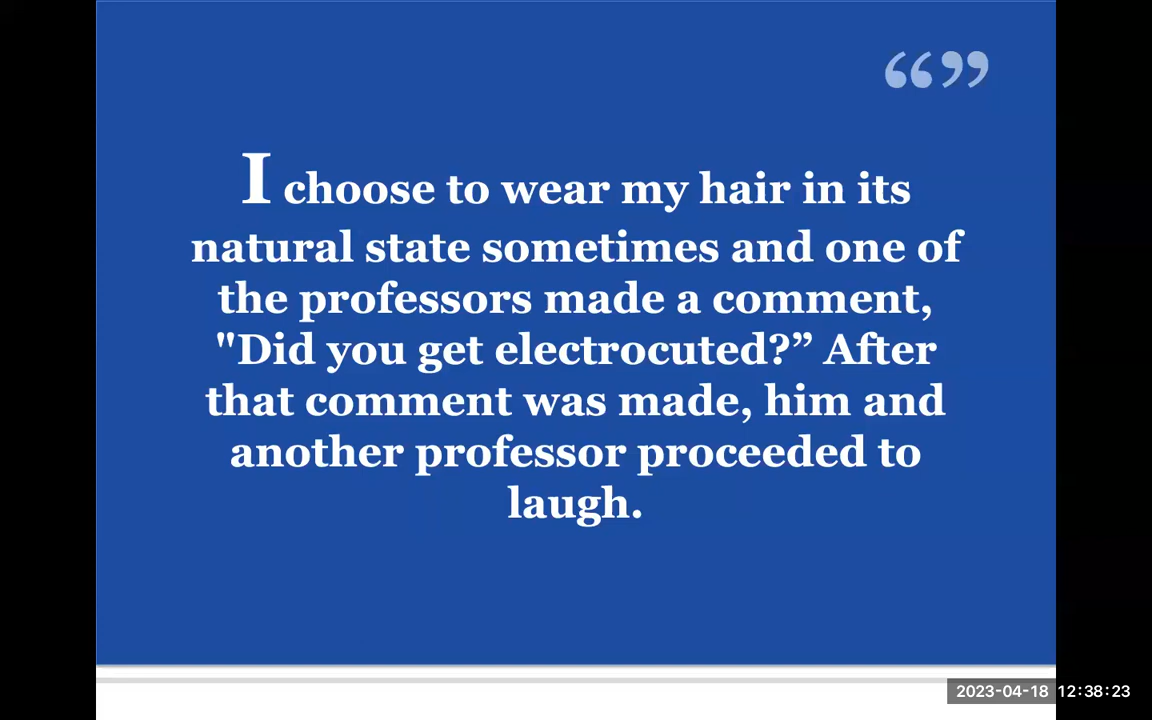 “”
I choose to wear my hair in its
natural state sometimes and one of
the professors made a comment,
"Did you get electrocuted?” After
that comment was made, him and
another professor proceeded to
laugh.
2023-04-18 12:38:23